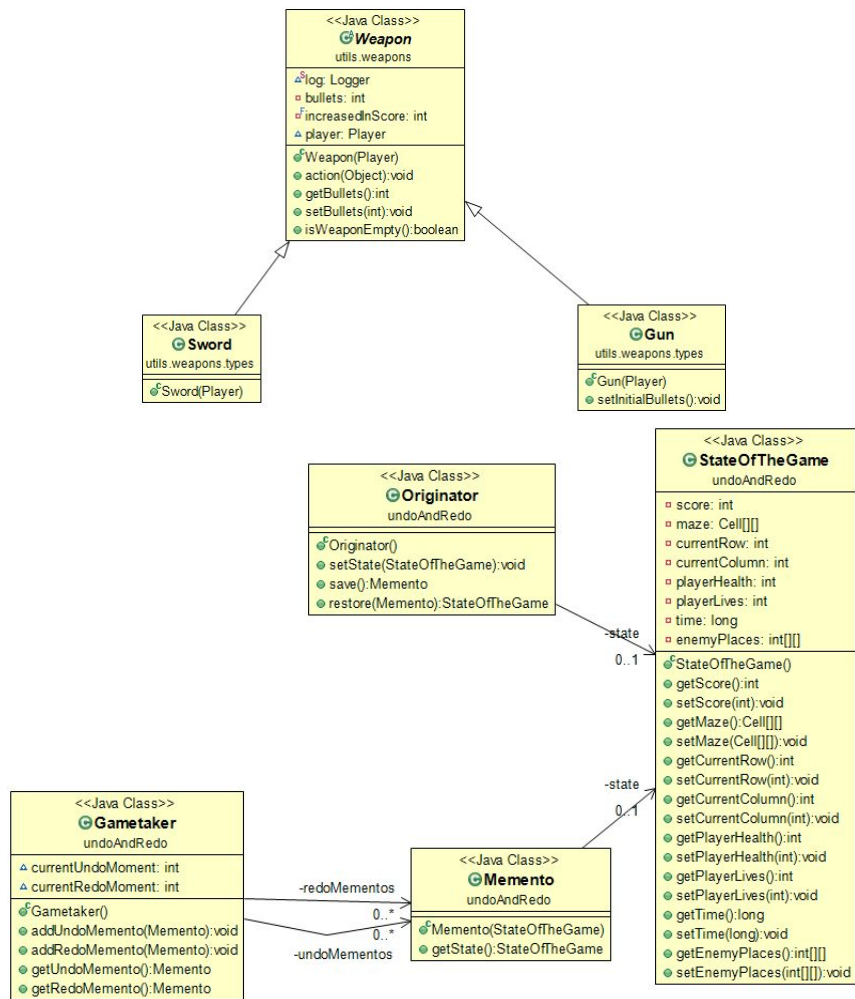 <<Java Class>>
Weapon
utils.weapons
log: Logger
bullets: int
increasedInScore: int
player: Player
Weapon(Player)
action(Object):void
getBullets():int
setBullets(int):void
isWeaponEmpty():boolean
<<Java Class>>
Sword
utils.weapons.types
Sword(Player)
<<Java Class>>
Gun
utils.weapons.types
Gun(Player)
setInitialBullets():void
<<Java Class>>
Originator
undoAndRedo
Originator()
setState(StateOfTheGame):void
save():Memento
restore(Memento):StateOfTheGame
-state
0..1
<<Java Class>>
StateOfTheGame
undoAndRedo
score: int
maze: Cell[][]
currentRow: int
currentColumn: int
playerHealth: int
playerLives: int
time: long
enemyPlaces: int[][]
StateOfTheGame()
getScore():int
setScore(int):void
getMaze():Cell[][]
setMaze(Cell[][]):void
getCurrentRow():int
setCurrentRow(int):void
getCurrentColumn():int
setCurrentColumn(int):void
getPlayerHealth():int
setPlayerHealth(int):void
getPlayerLives():int
setPlayerLives(int):void
getTime():long
setTime(long):void
getEnemyPlaces():int[][]
setEnemyPlaces(int[][]):void
<<Java Class>>
Gametaker
undoAndRedo
currentUndoMoment: int
currentRedoMoment: int
Gametaker()
addUndoMemento(Memento):void
addRedoMemento(Memento):void
getUndoMemento():Memento
getRedoMemento():Memento
-redoMementos
0..*
0..*
-undoMementos
<<Java Class>>
Memento
undoAndRedo
Memento(StateOfTheGame)
getState():StateOfTheGame
-state
0..1